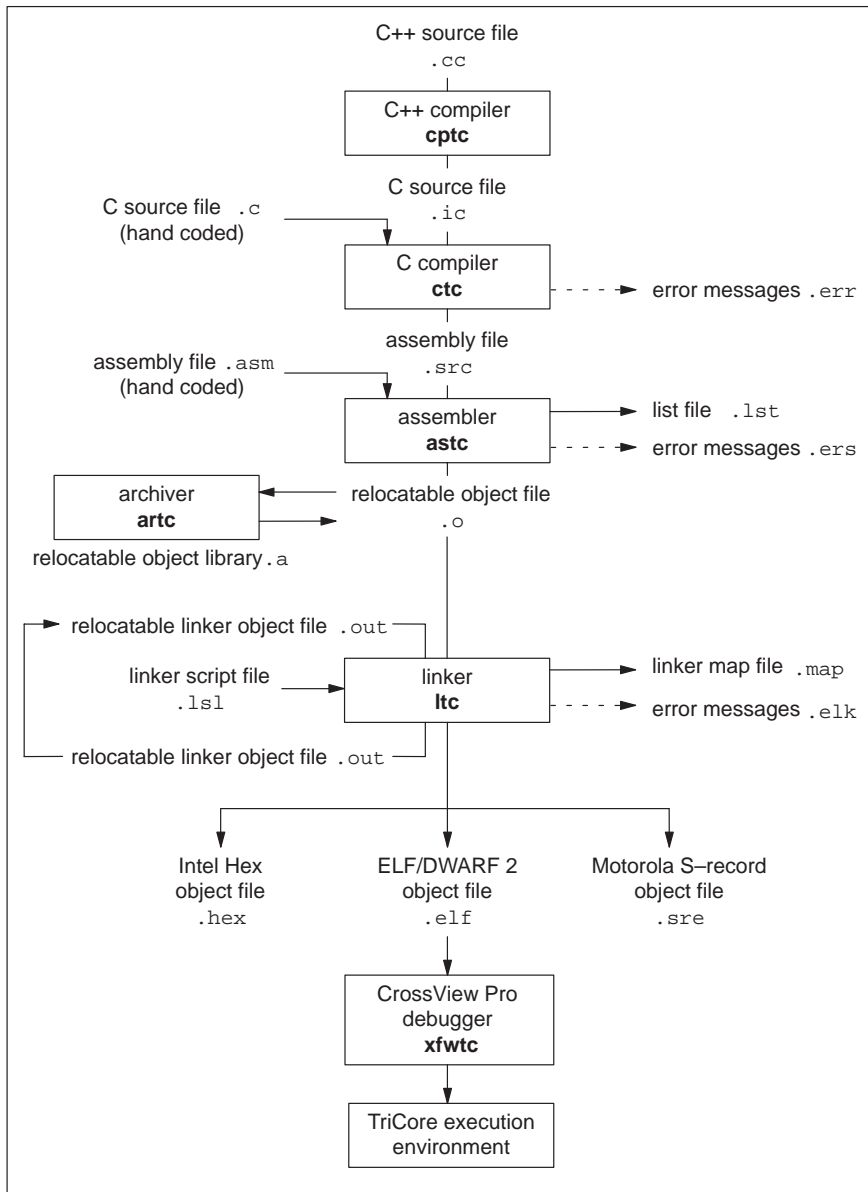 C++ source file
.cc
C++ compiler
cptc
C source file
.ic
C source file .c
(hand coded)
C compiler
ctc
error messages .err
assembly file
.src
assembly file .asm
(hand coded)
assembler
astc
list file .lst
error messages .ers
archiver
artc
relocatable object file
.o
relocatable object library .a
relocatable linker object file .out
linker script file
.lsl
linker
ltc
linker map file .map
error messages .elk
relocatable linker object file .out
Intel Hex
object file
.hex
ELF/DWARF 2
object file
.elf
Motorola S–record
object file
.sre
CrossView Pro
debugger
xfwtc
TriCore execution
environment